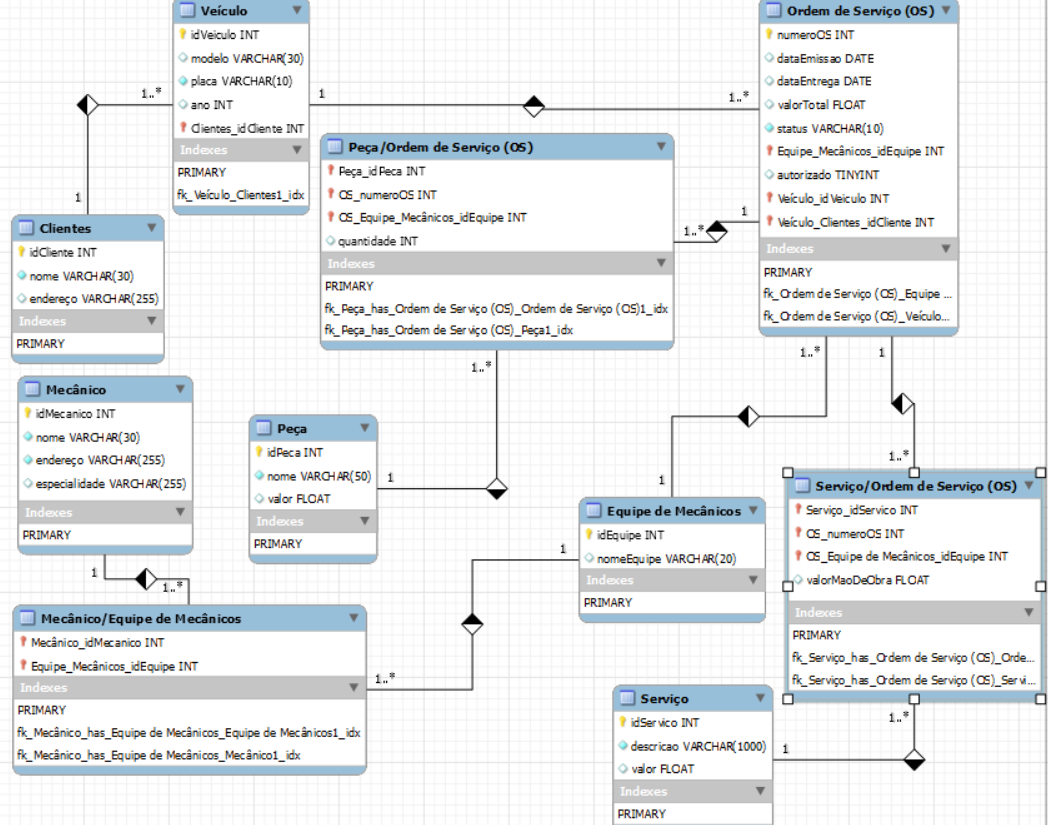 Veículo
idVeiculo INT
modelo VARCHAR(30)
placa VARCHAR(10)
ano INT
Clientes_idCliente INT
Indexes
PRIMARY
fk_Veículo_Clientes1_idx
1..*
1
1
1..*
Ordem de Serviço (OS)
numeroOS INT
dataEmissao DATE
dataEntrega DATE
valorTotal FLOAT
status VARCHAR(10)
Equipe_Mecânicos_idEquipe INT
autorizado TINYINT
Veículo_idVeiculo INT
Veículo_Clientes_idCliente INT
Indexes
PRIMARY
fk_Ordem de Serviço (OS)_Equipe ...
fk_Ordem de Serviço (OS)_Veículo...
Peça/Ordem de Serviço (OS)
Peça_idPeca INT
OS_numeroOS INT
OS_Equipe_Mecânicos_idEquipe INT
quantidade INT
Indexes
PRIMARY
fk_Peça_has_Ordem de Serviço (OS)_Ordem de Serviço (OS)1_idx
fk_Peça_has_Ordem de Serviço (OS)_Peça1_idx
1..*
1
1..*
1
Clientes
idCliente INT
nome VARCHAR(30)
endereço VARCHAR(255)
Indexes
PRIMARY
Mecânico
idMecanico INT
nome VARCHAR(30)
endereço VARCHAR(255)
especialidade VARCHAR(255)
Indexes
PRIMARY
1
1..*
Peça
idPeca INT
nome VARCHAR(50)
valor FLOAT
Indexes
PRIMARY
1..*
1
1
1..*
Equipe de Mecânicos
idEquipe INT
nomeEquipe VARCHAR(20)
Indexes
PRIMARY
1
1..*
Serviço/Ordem de Serviço (OS)
Serviço_idServico INT
OS_numeroOS INT
OS_Equipe de Mecânicos_idEquipe INT
valorMaoDeObra FLOAT
Indexes
PRIMARY
fk_Serviço_has_Ordem de Serviço (OS)_Orde...
fk_Serviço_has_Ordem de Serviço (OS)_Servi...
Mecânico/Equipe de Mecânicos
Mecânico_idMecanico INT
Equipe_Mecânicos_idEquipe INT
Indexes
PRIMARY
fk_Mecânico_has_Equipe de Mecânicos_Equipe de Mecânicos1_idx
fk_Mecânico_has_Equipe de Mecânicos_Mecânico1_idx
Serviço
idServico INT
descricao VARCHAR(1000)
valor FLOAT
Indexes
PRIMARY
1
1..*